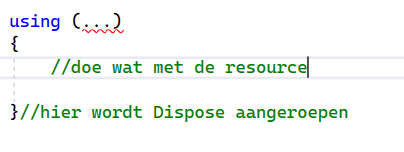 using (...)
{
    //doe wat met de resource

}//hier wordt Dispose aangeroepen